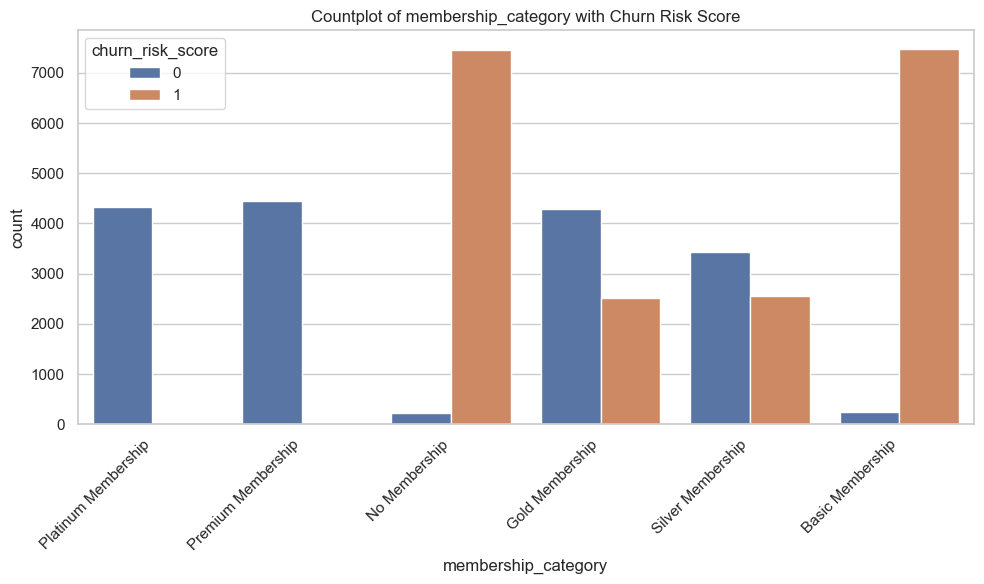 Countplot of membership_category with Churn Risk Score
churn_risk_score
0
1
count
7000
6000
5000
4000
3000
2000
1000
0
Platinum Membership
Premium Membership
No Membership
Gold Membership
Silver Membership
Basic Membership
membership_category